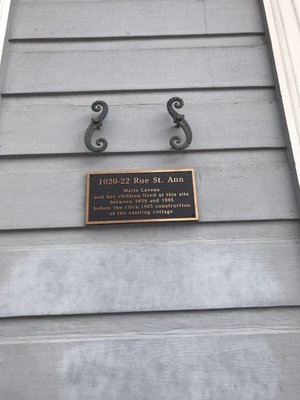 1020-22 Rue St. Ann
Marie Laveau
and her children lived at this site
between 1839 and 1895
before the circa 1905 construction
of the existing cottage.